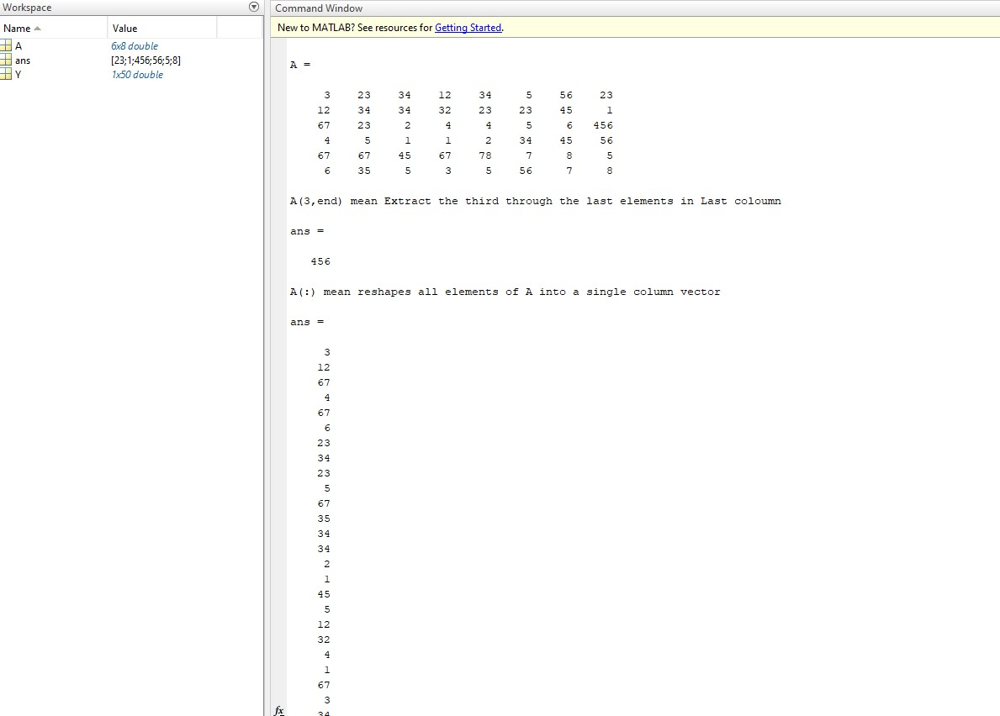 Workspace
Name Value
A 6x8 double
ans [23;1;456;56;5;8]
Y 1x50 double
Command Window
New to MATLAB? See resources for Getting Started.
A =
3 23 34 12 34 5 56 23
12 34 34 32 23 23 45 1
67 23 2 4 4 5 6 456
4 5 1 1 2 34 45 56
67 67 45 67 78 7 8 5
6 35 5 3 5 56 7 8
A(3,end) mean Extract the third through the last elements in Last coloumn
ans =
456
A(:) mean reshapes all elements of A into a single column vector
ans =
3
12
67
4
67
6
23
34
23
5
67
35
34
34
2
1
45
5
12
32
4
1
67
3
34
fx